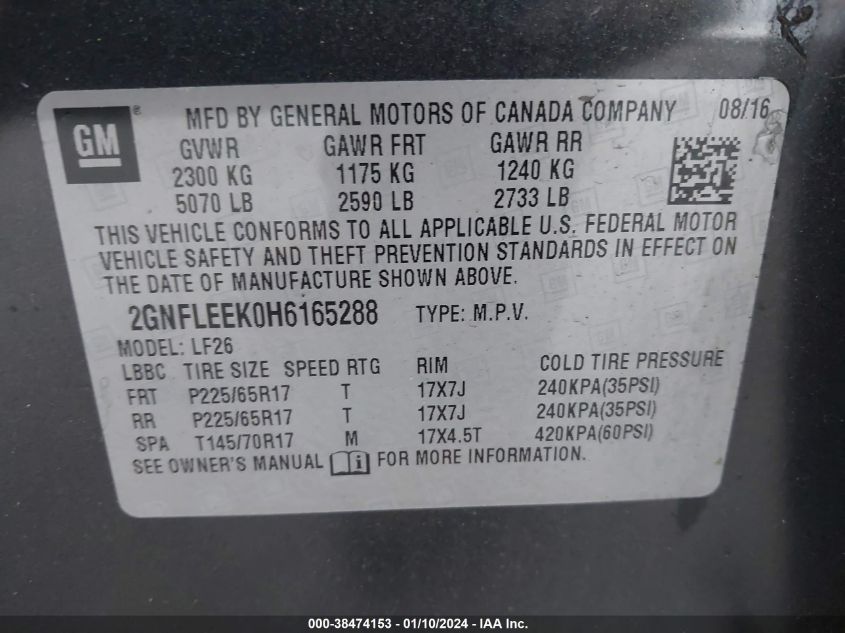 GM ®
MFD BY GENERAL MOTORS OF CANADA COMPANY 08/16
GVWR GAWR FRT GAWR RR
2300 KG 1175 KG 1240 KG
5070 LB 2590 LB 2733 LB
THIS VEHICLE CONFORMS TO ALL APPLICABLE U.S. FEDERAL MOTOR
VEHICLE SAFETY AND THEFT PREVENTION STANDARDS IN EFFECT ON
THE DATE OF MANUFACTURE SHOWN ABOVE.
2GNFLEEK0H6165288 TYPE: M.P.V.
MODEL: LF26
LBBC TIRE SIZE SPEED RTG RIM COLD TIRE PRESSURE
FRT P225/65R17 T 17X7J 240KPA(35PSI)
RR P225/65R17 T 17X7J 240KPA(35PSI)
SPA T145/70R17 M 17X4.5T 420KPA(60PSI)
SEE OWNER'S MANUAL FOR MORE INFORMATION.
000-38474153 - 01/10/2024 - IAA Inc.